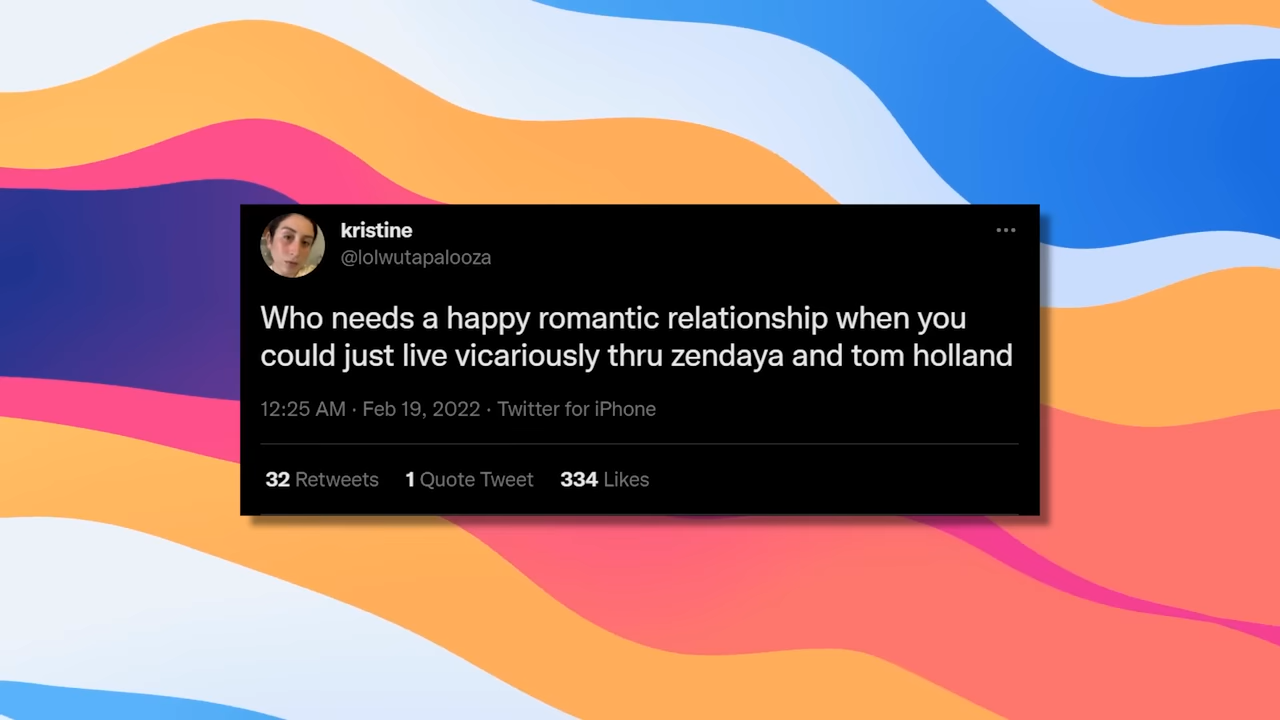 kristine
@lolwutapalooza
Who needs a happy romantic relationship when you
could just live vicariously thru zendaya and tom holland
12:25 AM · Feb 19, 2022 · Twitter for iPhone
32 Retweets 1 Quote Tweet 334 Likes